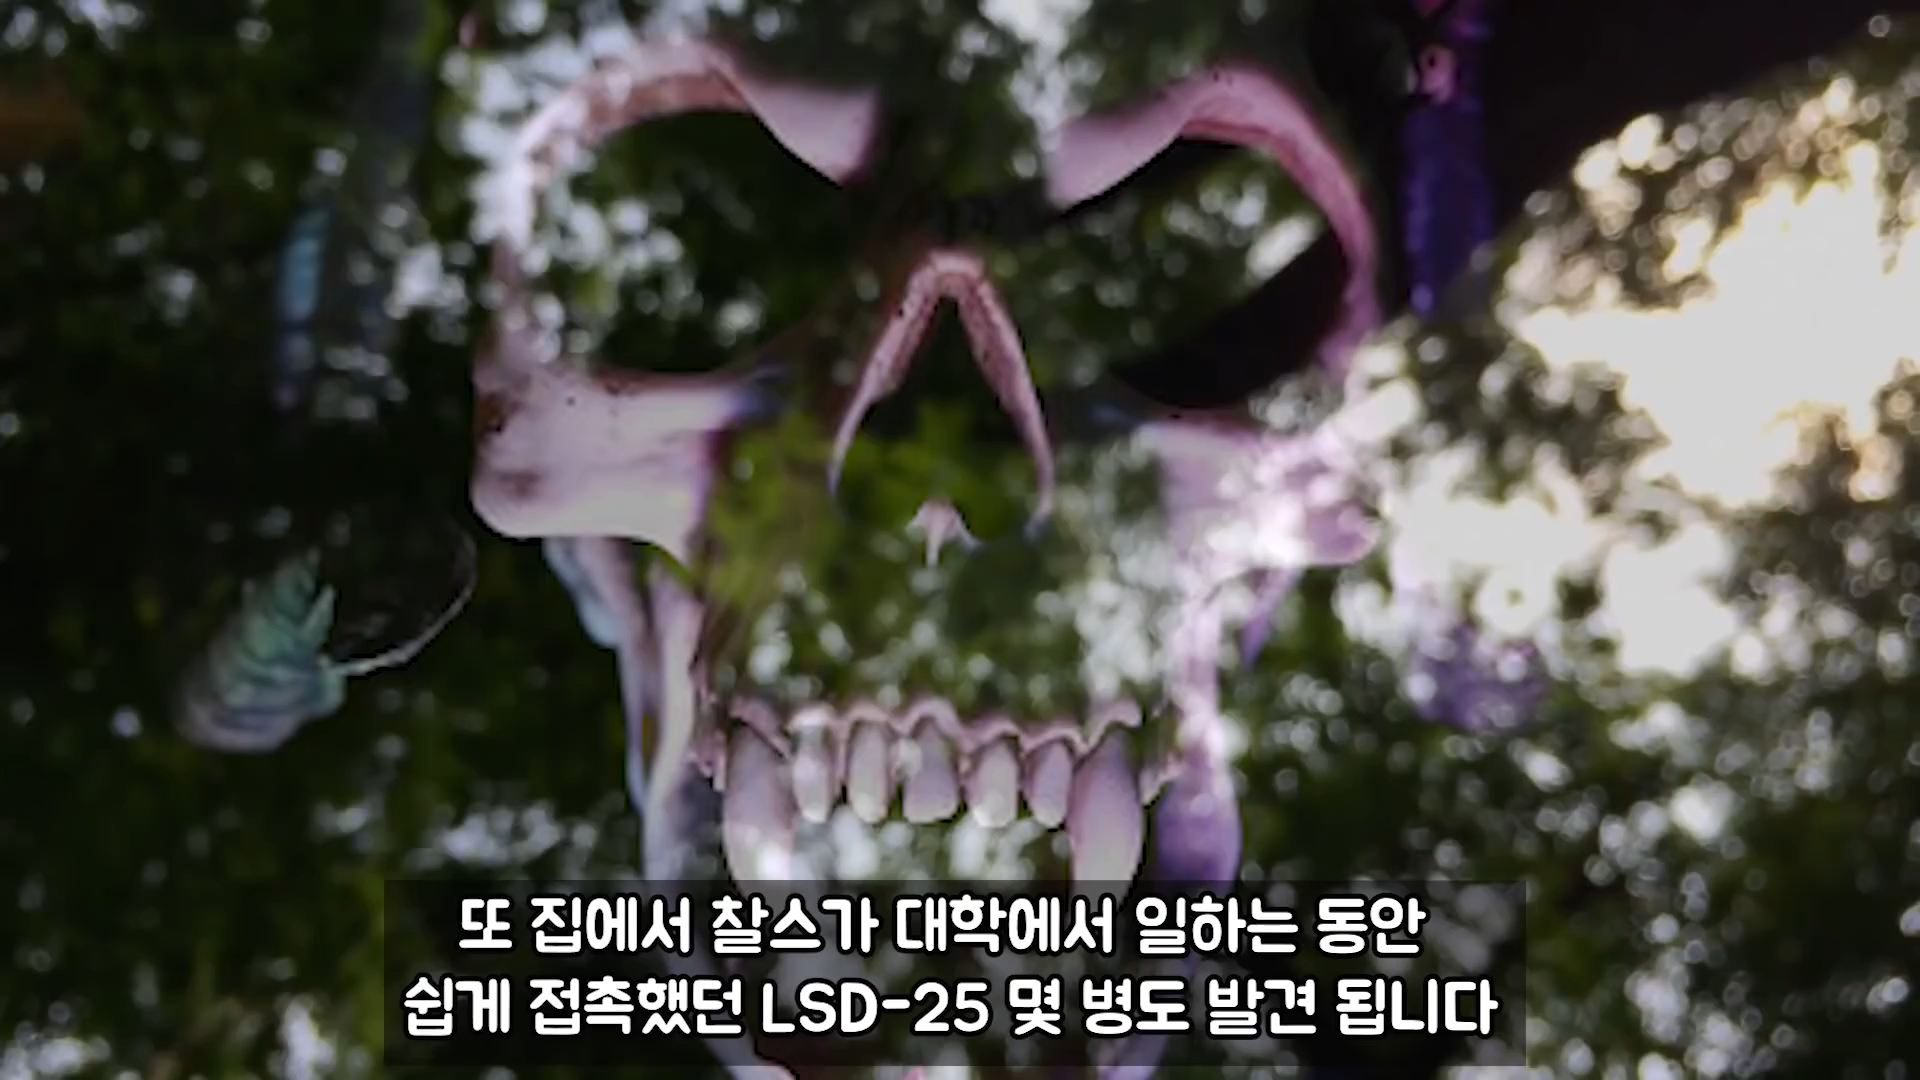 또 집에서 찰스가 대학에서 일하는 동안
쉽게 접촉했던 LSD-25 몇 병도 발견 됩니다